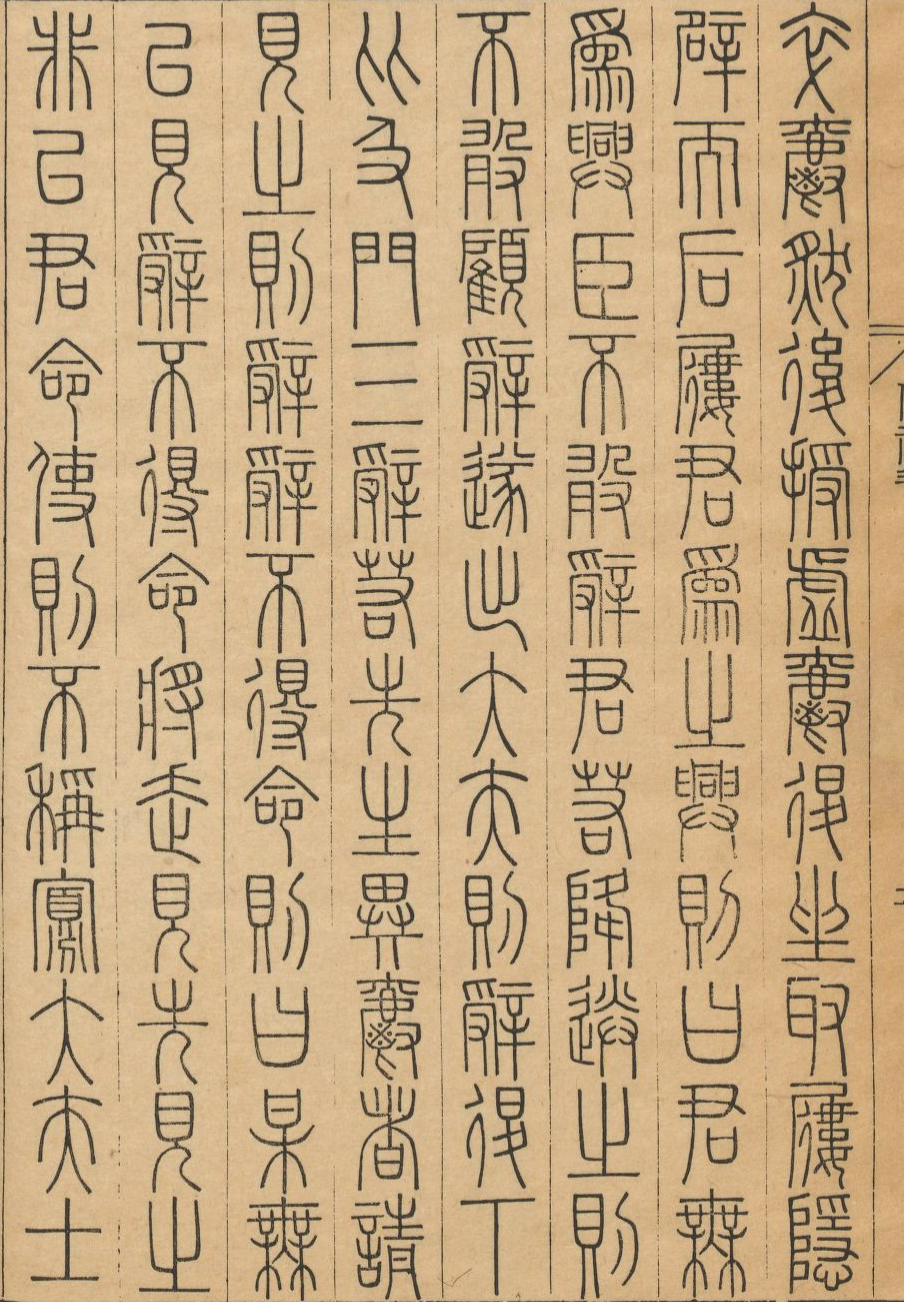 卒爵然後授虛爵退坐取屨隱
辟而后屨君爲之興則曰君無
爲興臣不敢辭君若降送之則
不敢顧辭遂出大夫則辭退下
比及門三辭若先生異爵者請
見之則辭辭不得命則曰某無
以見辭不得命將走見先見之
非以君命使則不稱寡大夫士